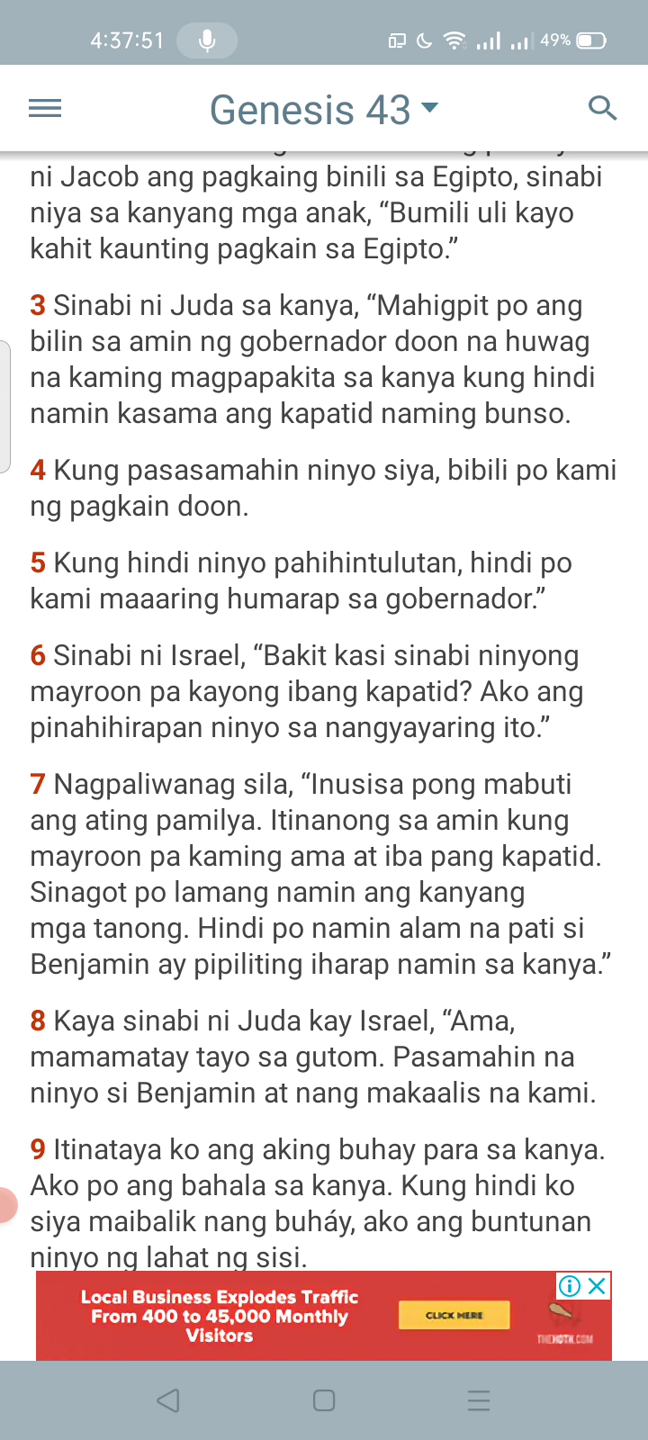 4:37:51
49%
Genesis 43
ni Jacob ang pagkaing binili sa Egipto, sinabi
niya sa kanyang mga anak, “Bumili uli kayo
kahit kaunting pagkain sa Egipto.”
3 Sinabi ni Juda sa kanya, “Mahigpit po ang
bilin sa amin ng gobernador doon na huwag
na kaming magpapakita sa kanya kung hindi
namin kasama ang kapatid naming bunso.
4 Kung pasasamahin ninyo siya, bibili po kami
ng pagkain doon.
5 Kung hindi ninyo pahihintulutan, hindi po
kami maaaring humarap sa gobernador.”
6 Sinabi ni Israel, “Bakit kasi sinabi ninyong
mayroon pa kayong ibang kapatid? Ako ang
pinahihirapan ninyo sa nangyayaring ito.”
7 Nagpaliwanag sila, “Inusisa pong mabuti
ang ating pamilya. Itinanong sa amin kung
mayroon pa kaming ama at iba pang kapatid.
Sinagot po lamang namin ang kanyang
mga tanong. Hindi po namin alam na pati si
Benjamin ay pipiliting iharap namin sa kanya.”
8 Kaya sinabi ni Juda kay Israel, “Ama,
mamamatay tayo sa gutom. Pasamahin na
ninyo si Benjamin at nang makaalis na kami.
9 Itinataya ko ang aking buhay para sa kanya.
Ako po ang bahala sa kanya. Kung hindi ko
siya maibalik nang buháy, ako ang buntunan
ninyo ng lahat ng sisi.
Local Business Explodes Traffic
From 400 to 45,000 Monthly
Visitors
CLICK HERE
THEHOTH.COM